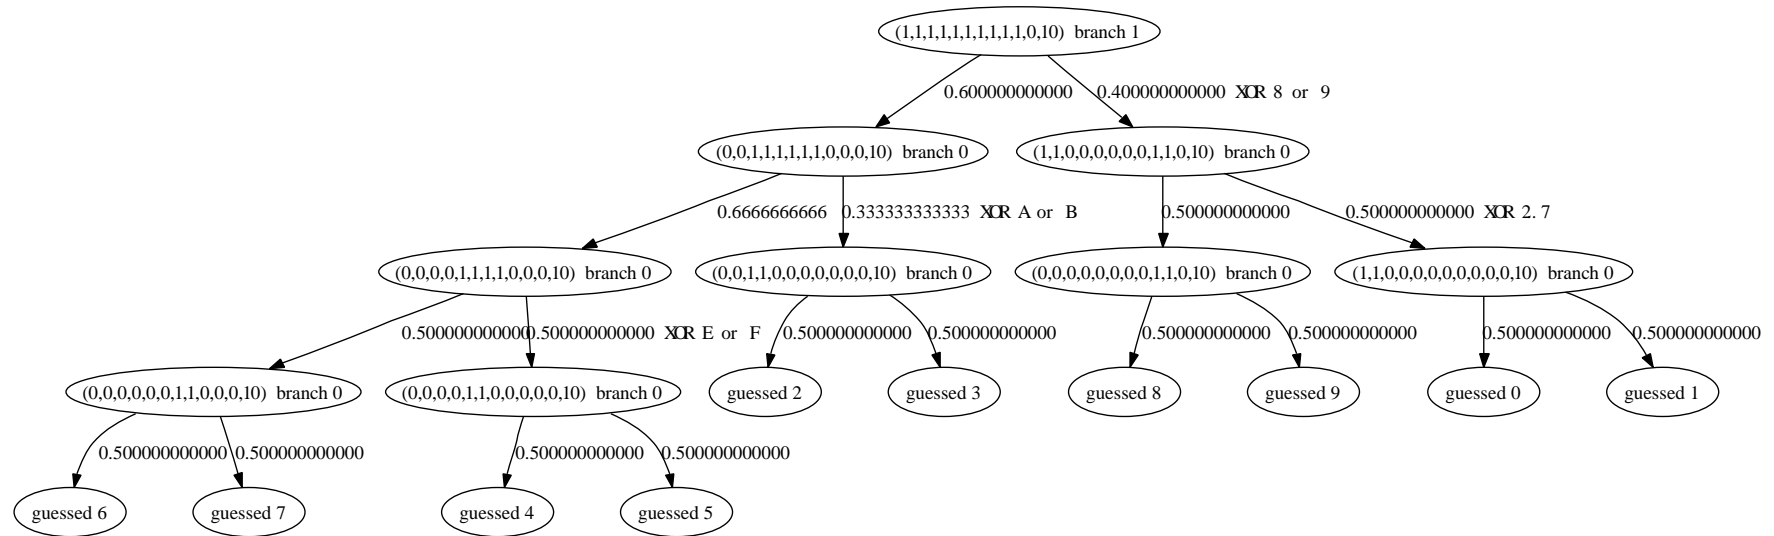 (1,1,1,1,1,1,1,1,1,1,0,10) branch 1
0.600000000000
0.400000000000 XOR 8 or 9
(0,0,1,1,1,1,1,1,0,0,0,10) branch 0
(1,1,0,0,0,0,0,0,1,1,0,10) branch 0
0.6666666666
0.333333333333 XOR A or B
0.500000000000
0.500000000000 XOR 2. 7
(0,0,0,0,1,1,1,1,0,0,0,10) branch 0
(0,0,1,1,0,0,0,0,0,0,0,10) branch 0
(0,0,0,0,0,0,0,0,1,1,0,10) branch 0
(1,1,0,0,0,0,0,0,0,0,0,10) branch 0
0.500000000000
0.500000000000 XOR E or F
0.500000000000
0.500000000000
0.500000000000
0.500000000000
0.500000000000
0.500000000000
(0,0,0,0,0,0,1,1,0,0,0,10) branch 0
(0,0,0,0,1,1,0,0,0,0,0,10) branch 0
guessed 2
guessed 3
guessed 8
guessed 9
guessed 0
guessed 1
0.500000000000
0.500000000000
0.500000000000
0.500000000000
guessed 6
guessed 7
guessed 4
guessed 5